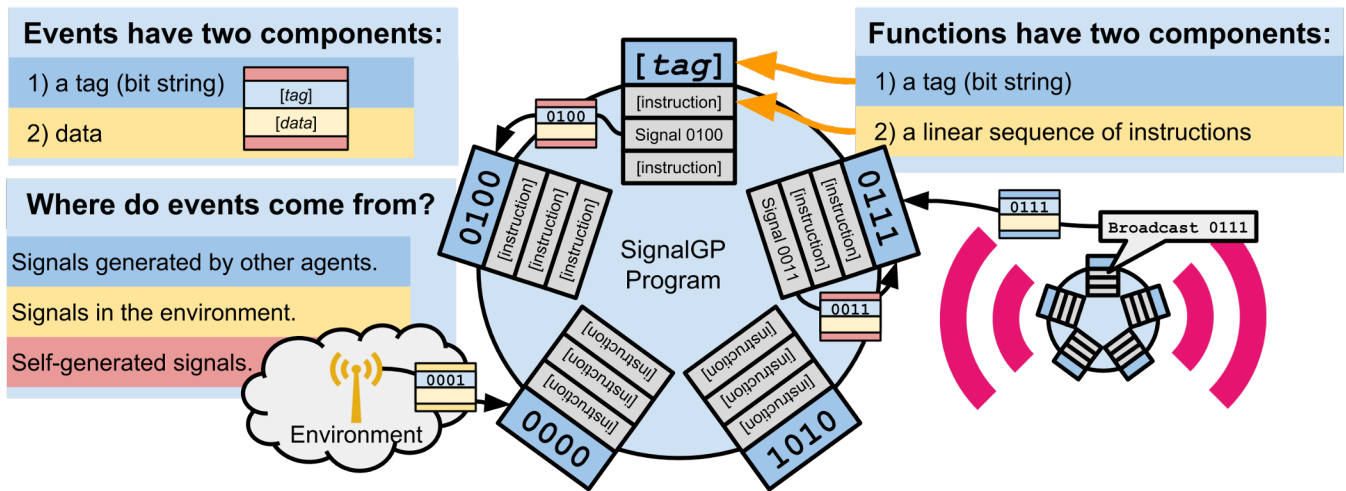 Events have two components:
1) a tag (bit string)
[tag]
2) data
[data]
Where do events come from?
Signals generated by other agents.
Signals in the environment.
Self-generated signals.
Environment
0001
0100
[tag]
[instruction]
Signal 0100
[instruction]
0100
[instruction]
[instruction]
[instruction]
SignalGP
Program
0111
[instruction]
[instruction]
Signal 0011
0011
0000
[instruction]
[instruction]
[instruction]
1010
[instruction]
[instruction]
[instruction]
Functions have two components:
1) a tag (bit string)
2) a linear sequence of instructions
0111
Broadcast 0111